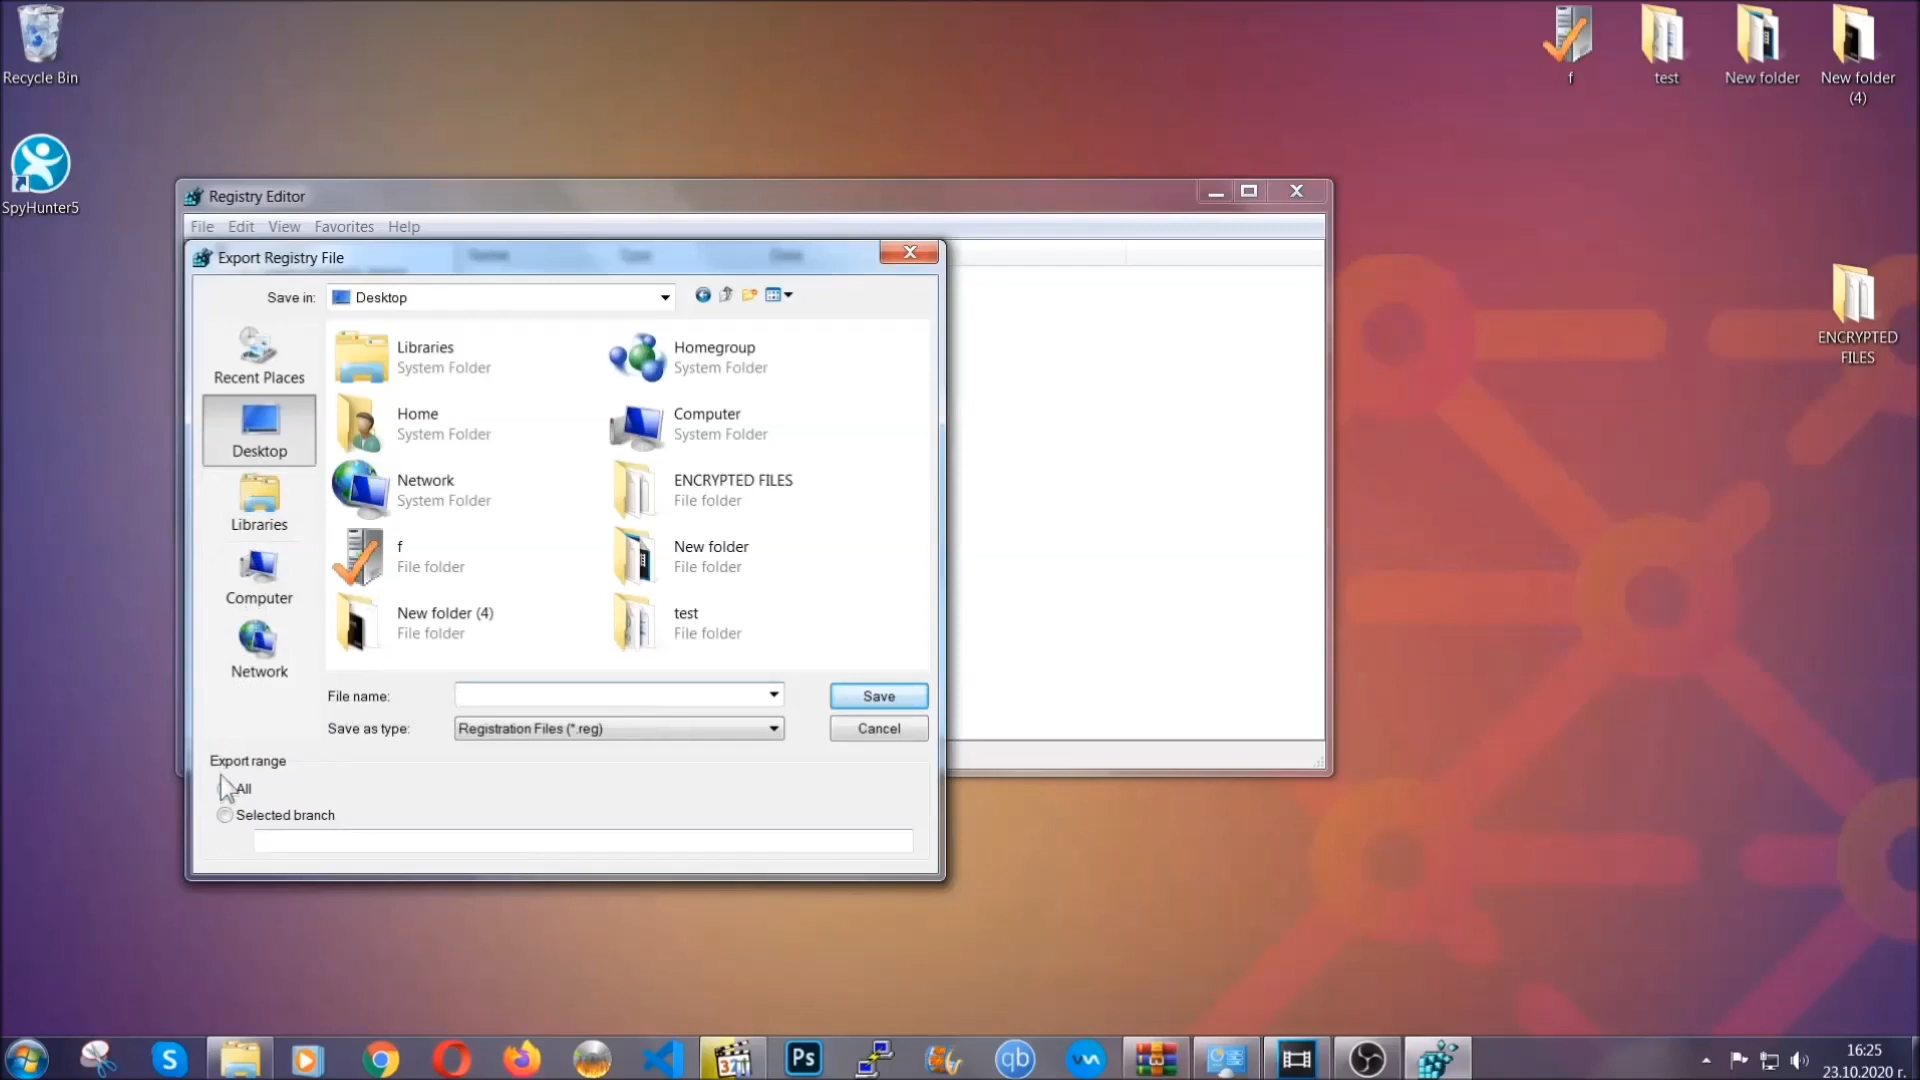 Recycle Bin
SpyHunter5
f
test
New folder
New folder
(4)
ENCRYPTED
FILES
Registry Editor
File Edit View Favorites Help
Export Registry File
Save in: Desktop
Recent Places
Desktop
Libraries
Computer
Network
Libraries
System Folder
Homegroup
System Folder
Home
System Folder
Computer
System Folder
Network
System Folder
ENCRYPTED FILES
File folder
f
File folder
New folder
File folder
New folder (4)
File folder
test
File folder
File name:
Save
Save as type: Registration Files (*.reg)
Cancel
Export range
All
Selected branch
S
321
Ps
qb
16:25
23.10.2020 г.